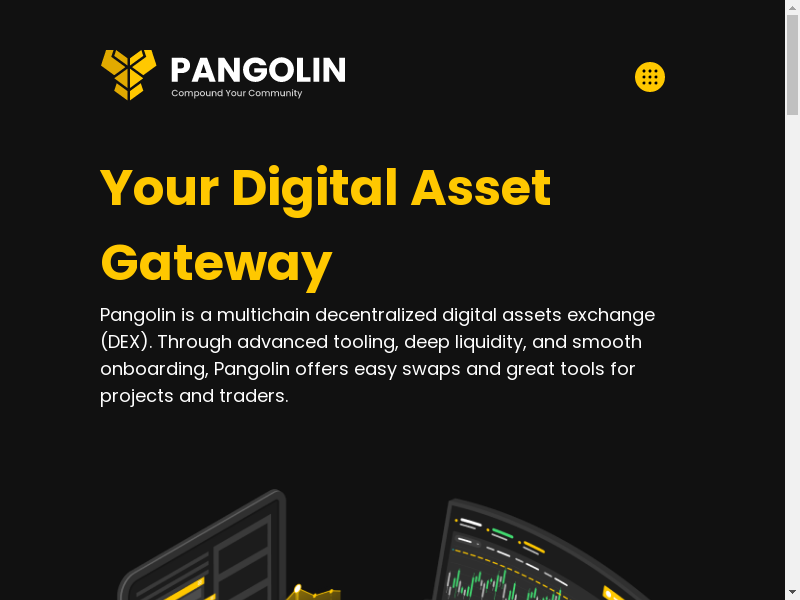 PANGOLIN
Compound Your Community
Your Digital Asset
Gateway
Pangolin is a multichain decentralized digital assets exchange
(DEX). Through advanced tooling, deep liquidity, and smooth
onboarding, Pangolin offers easy swaps and great tools for
projects and traders.